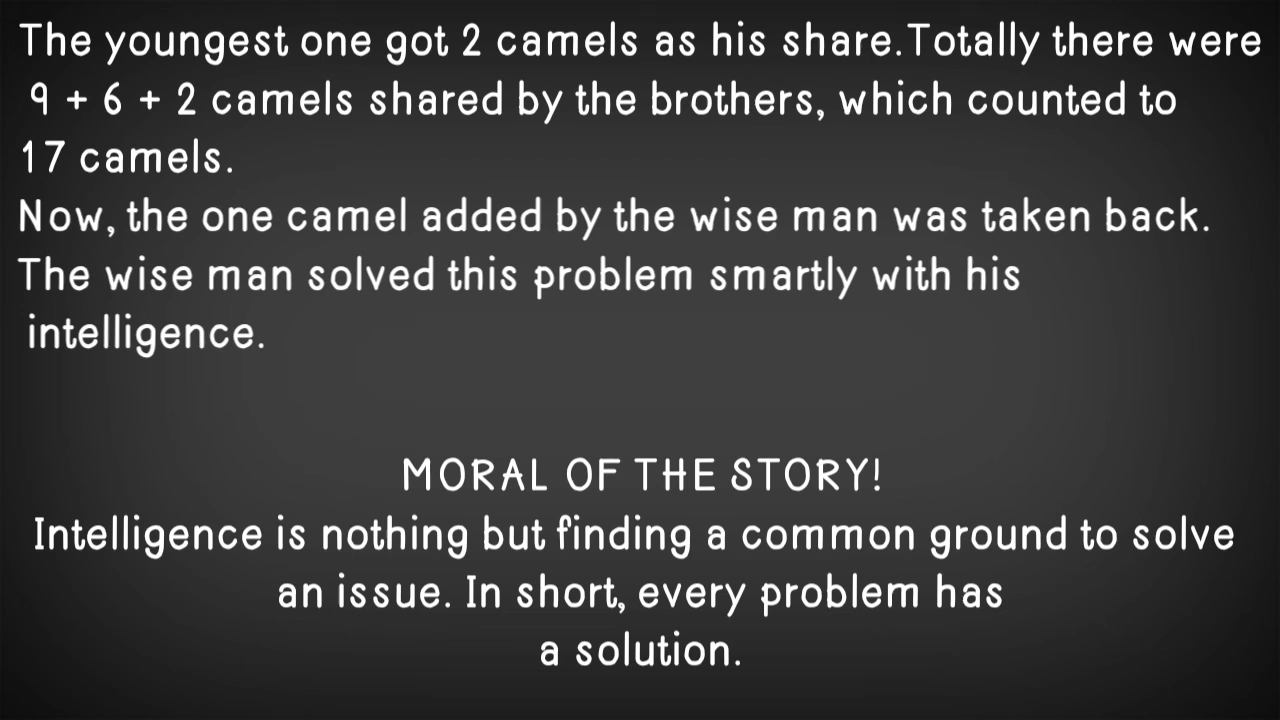 The youngest one got 2 camels as his share.Totally there were
9 + 6 + 2 camels shared by the brothers, which counted to
17 camels.
Now, the one camel added by the wise man was taken back.
The wise man solved this problem smartly with his
intelligence.
MORAL OF THE STORY!
Intelligence is nothing but finding a common ground to solve
an issue. In short, every problem has
a solution.